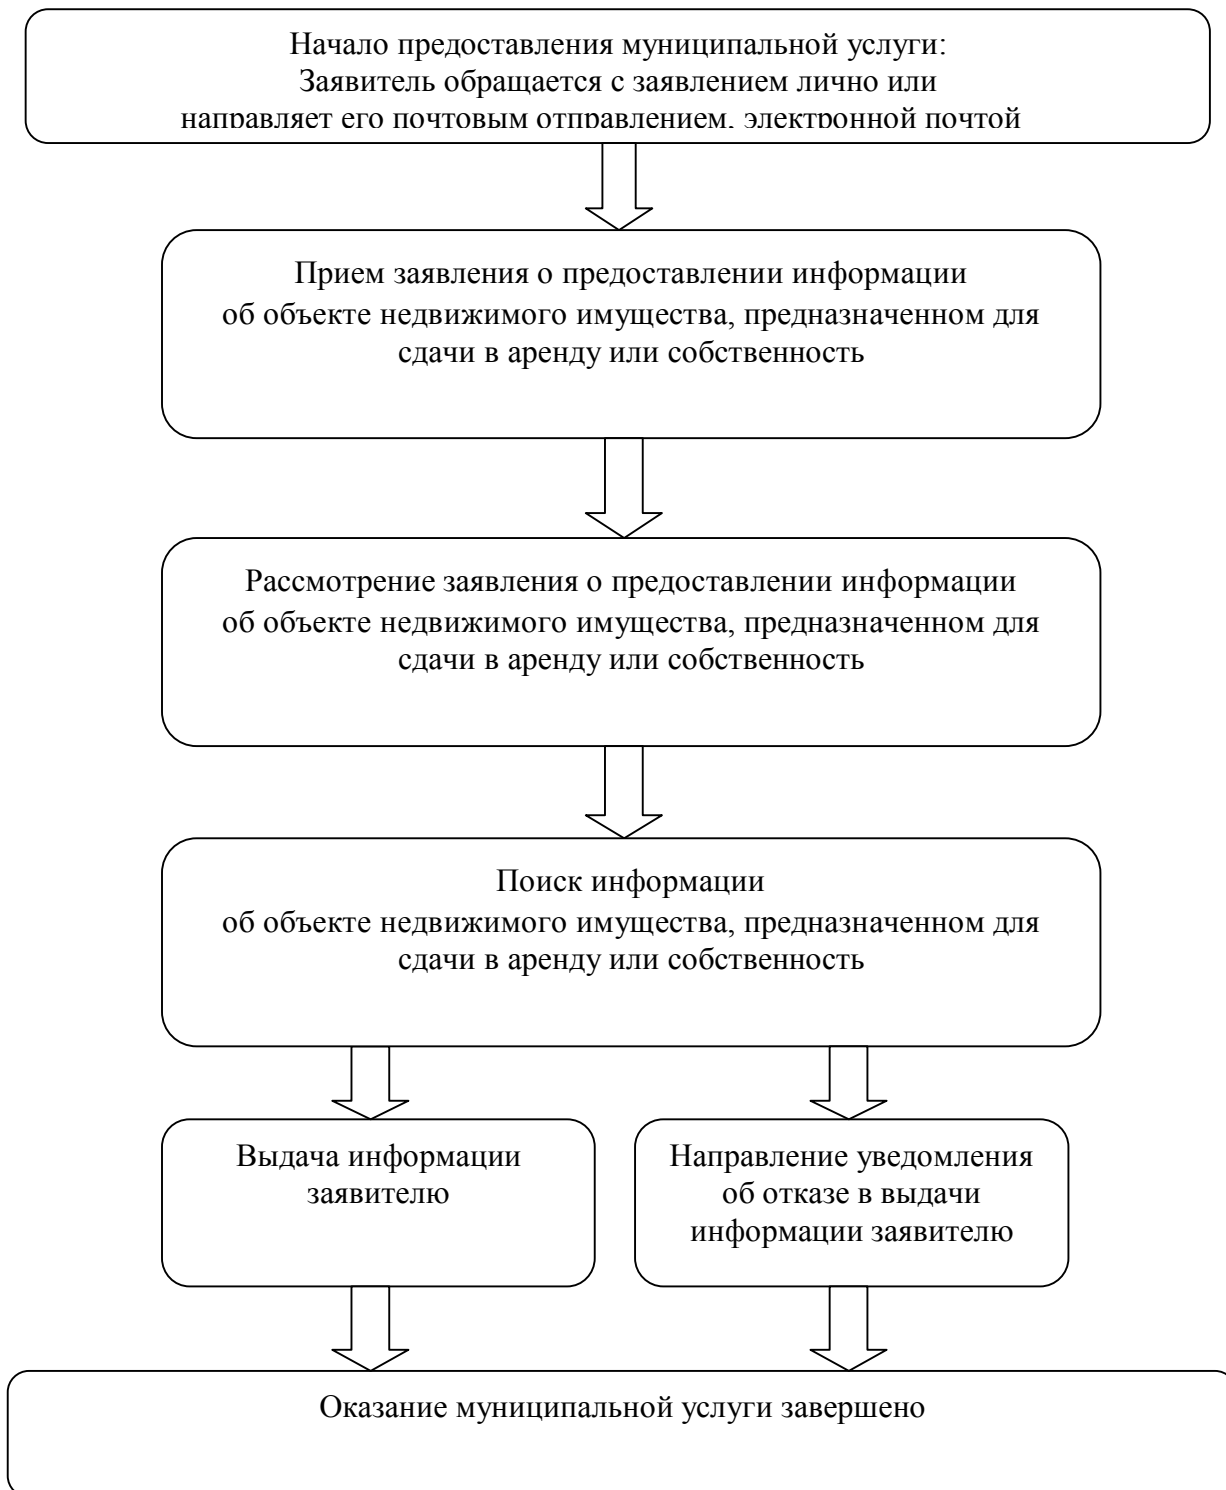 Начало предоставления муниципальной услуги:
Заявитель обращается с заявлением лично или
направляет его почтовым отправлением, электронной почтой
Прием заявления о предоставлении информации
об объекте недвижимого имущества, предназначенном для
сдачи в аренду или собственность
Рассмотрение заявления о предоставлении информации
об объекте недвижимого имущества, предназначенном для
сдачи в аренду или собственность
Поиск информации
об объекте недвижимого имущества, предназначенном для
сдачи в аренду или собственность
Выдача информации
заявителю
Направление уведомления
об отказе в выдачи
информации заявителю
Оказание муниципальной услуги завершено